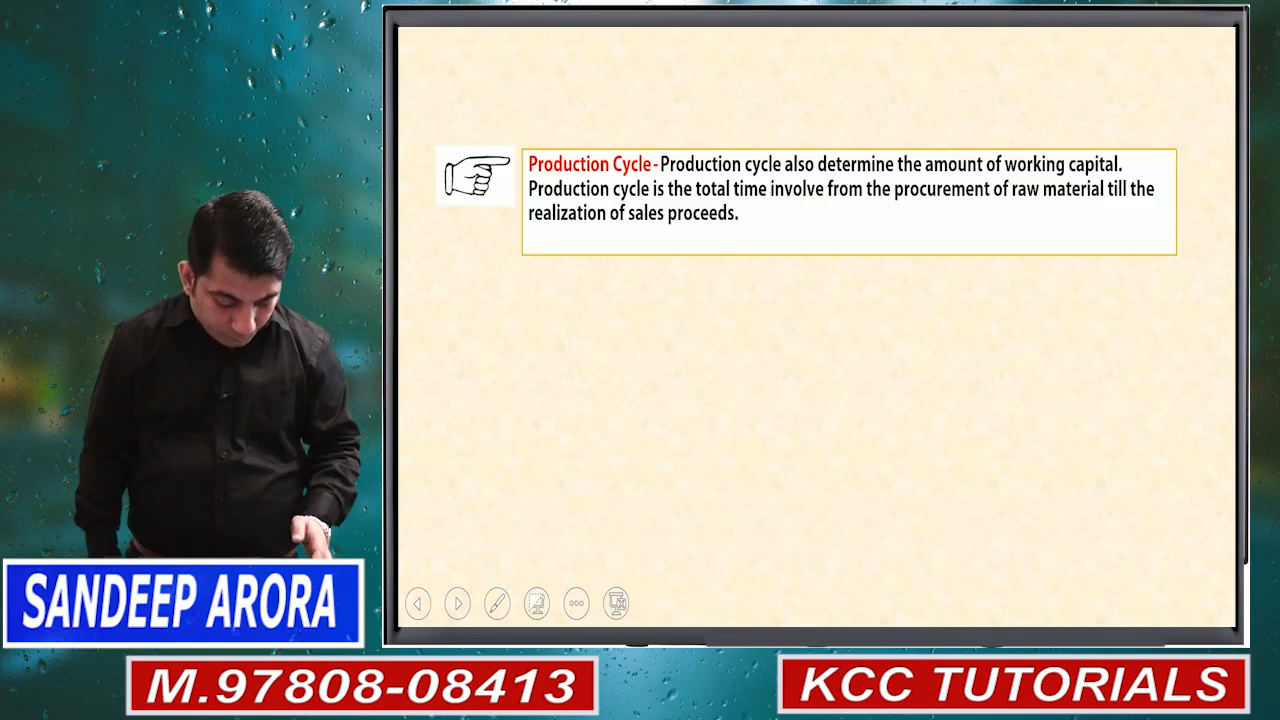 Production Cycle- Production cycle also determine the amount of working capital.
Production cycle is the total time involve from the procurement of raw material till the
realization of sales proceeds.
SANDEEP ARORA
M.97808-08413
KCC TUTORIALS